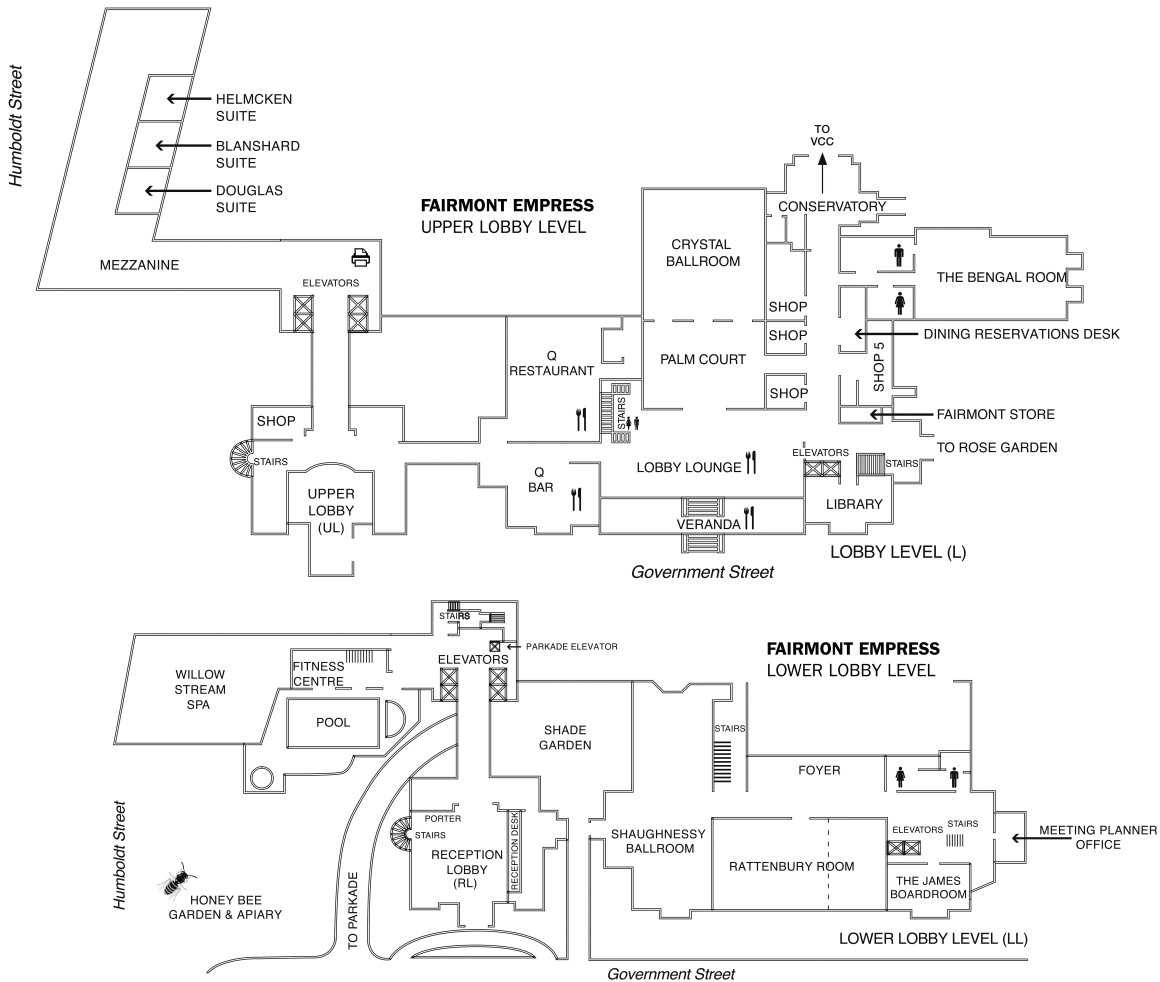 Humboldt Street
HELMCKEN
SUITE
BLANSHARD
SUITE
DOUGLAS
SUITE
MEZZANINE
ELEVATORS
FAIRMONT EMPRESS
UPPER LOBBY LEVEL
TO
VCC
CONSERVATORY
CRYSTAL
BALLROOM
THE BENGAL ROOM
SHOP
SHOP
DINING RESERVATIONS DESK
PALM COURT
SHOP 5
SHOP
FAIRMONT STORE
Q
RESTAURANT
STAIRS
SHOP
STAIRS
TO ROSE GARDEN
ELEVATORS
STAIRS
LOBBY LOUNGE
Q
BAR
UPPER
LOBBY
(UL)
LIBRARY
VERANDA
LOBBY LEVEL (L)
Government Street
STAIRS
PARKADE ELEVATOR
ELEVATORS
FAIRMONT EMPRESS
LOWER LOBBY LEVEL
WILLOW
STREAM
SPA
FITNESS
CENTRE
POOL
SHADE
GARDEN
STAIRS
FOYER
Humboldt Street
PORTER
STAIRS
RECEPTION DESK
RECEPTION
LOBBY
(RL)
SHAUGHNESSY
BALLROOM
RATTENBURY ROOM
ELEVATORS
STAIRS
MEETING PLANNER
OFFICE
THE JAMES
BOARDROOM
HONEY BEE
GARDEN & APIARY
TO PARKADE
LOWER LOBBY LEVEL (LL)
Government Street